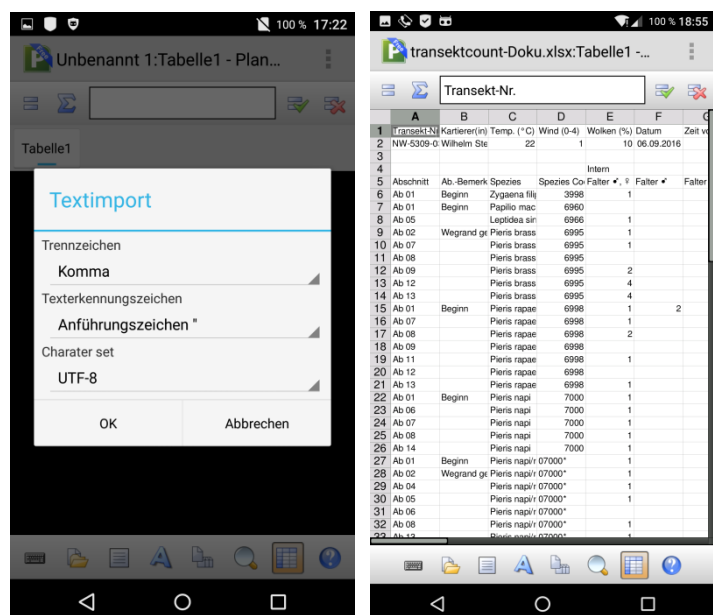 100 % 17:22
Unbenannt 1:Tabelle1 - Plan...
Tabelle1
Textimport
Trennzeichen
Komma
Texterkennungszeichen
Anführungszeichen "
Charater set
UTF-8
OK Abbrechen
100 % 18:55
transektcount-Doku.xlsx:Tabelle1 -...
Transekt-Nr.
A B C D E F G
1 Transekt-Nr Kartierer(in) Temp. (°C) Wind (0-4) Wolken (%) Datum Zeit vo
2 NW-5309-0 Wilhelm Ste 22 1 10 06.09.2016
3
4 Intern
5 Abschnitt Ab.-Bemerk Spezies Spezies Co Falter ♂, ♀ Falter ♂ Falter
6 Ab 01 Beginn Zygaena filip 3998 1
7 Ab 01 Beginn Papilio mac 6960
8 Ab 05 Leptidea sin 6966 1
9 Ab 02 Wegrand ge Pieris brass 6995 1
10 Ab 07 Pieris brass 6995 1
11 Ab 08 Pieris brass 6995
12 Ab 09 Pieris brass 6995 2
13 Ab 12 Pieris brass 6995 4
14 Ab 13 Pieris brass 6995 4
15 Ab 01 Beginn Pieris rapae 6998 1 2
16 Ab 07 Pieris rapae 6998 1
17 Ab 08 Pieris rapae 6998 2
18 Ab 09 Pieris rapae 6998
19 Ab 11 Pieris rapae 6998 1
20 Ab 12 Pieris rapae 6998
21 Ab 13 Pieris rapae 6998 1
22 Ab 01 Beginn Pieris napi 7000 1
23 Ab 06 Pieris napi 7000 1
24 Ab 07 Pieris napi 7000 1
25 Ab 08 Pieris napi 7000 1
26 Ab 14 Pieris napi 7000 1
27 Ab 01 Beginn Pieris napi/r 07000* 1
28 Ab 02 Wegrand ge Pieris napi/r 07000* 1
29 Ab 04 Pieris napi/r 07000* 1
30 Ab 05 Pieris napi/r 07000* 1
31 Ab 06 Pieris napi/r 07000*
32 Ab 08 Pieris napi/r 07000* 1
33 Ab 13 Pieris napi/r 07000* 1